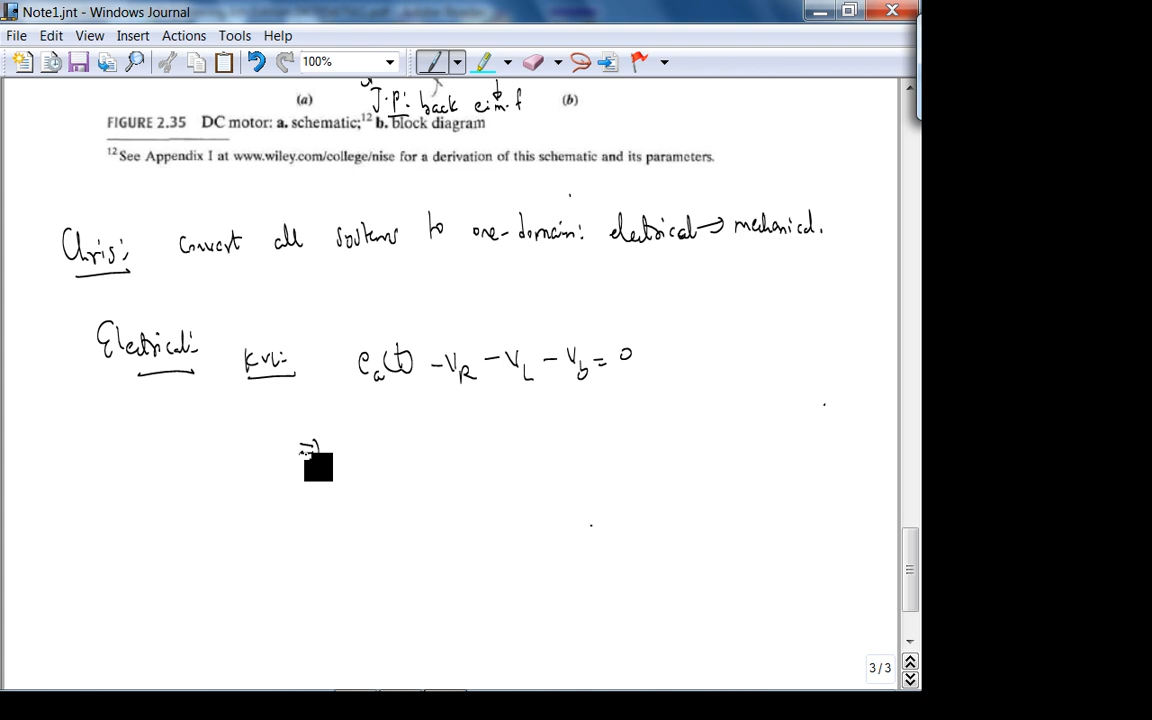 Note1.jnt - Windows Journal
File Edit View Insert Actions Tools Help
100%
J.P: back e.m.f
(a) (b)
FIGURE 2.35 DC motor: a. schematic;12 b. block diagram
12See Appendix I at www.wiley.com/college/nise for a derivation of this schematic and its parameters.
Chris: Convert all systems to one-domain: electrical → mechanical.
Electrical: KVL: ea(t) - VR - VL - Vb = 0
⇒
3 / 3